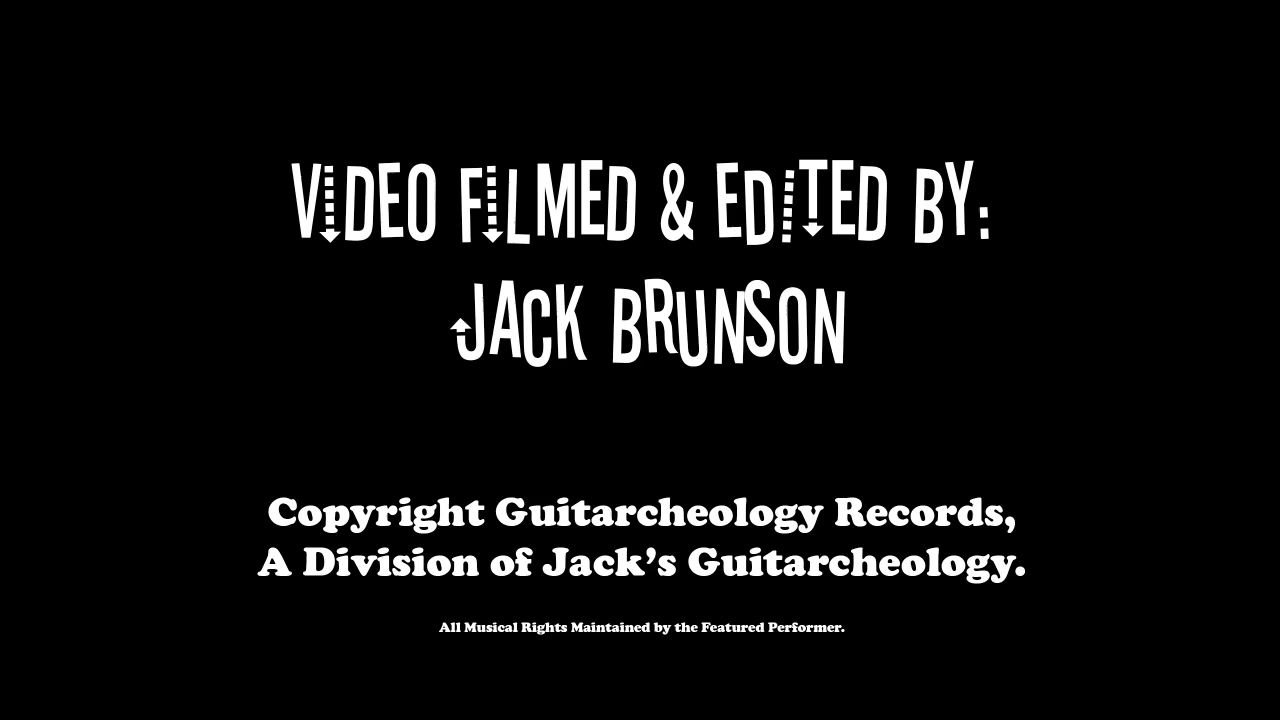 VIDEO FILMED & EDITED BY:
JACK BRUNSON
Copyright Guitarcheology Records,
A Division of Jack’s Guitarcheology.
All Musical Rights Maintained by the Featured Performer.